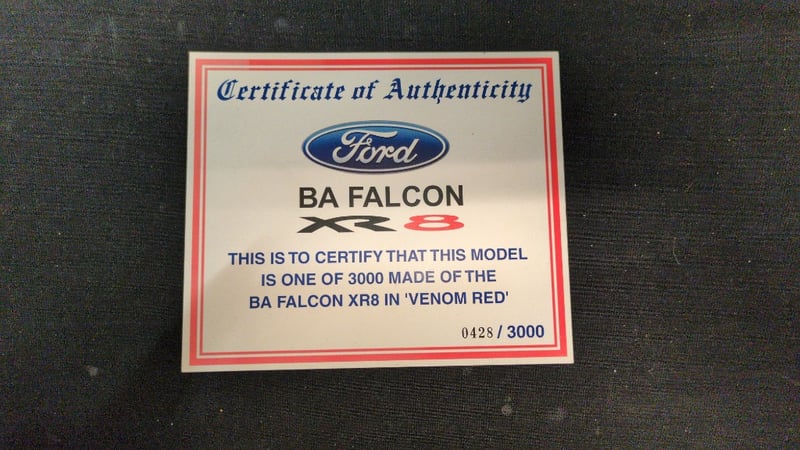 Certificate of Authenticity
Ford
BA FALCON
XR8
THIS IS TO CERTIFY THAT THIS MODEL
IS ONE OF 3000 MADE OF THE
BA FALCON XR8 IN 'VENOM RED'
0428 / 3000